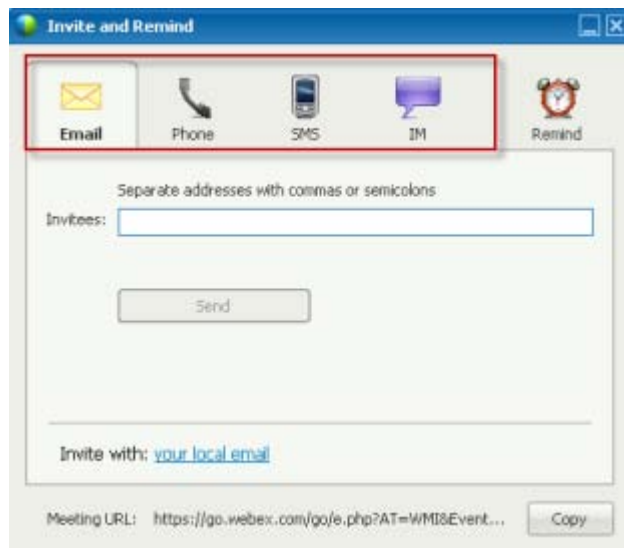 Invite and Remind
Email Phone SMS IM Remind
Separate addresses with commas or semicolons
Invitees:
Send
Invite with: your local email
Meeting URL: https://go.webex.com/go/e.php?AT=WMI&Event... Copy